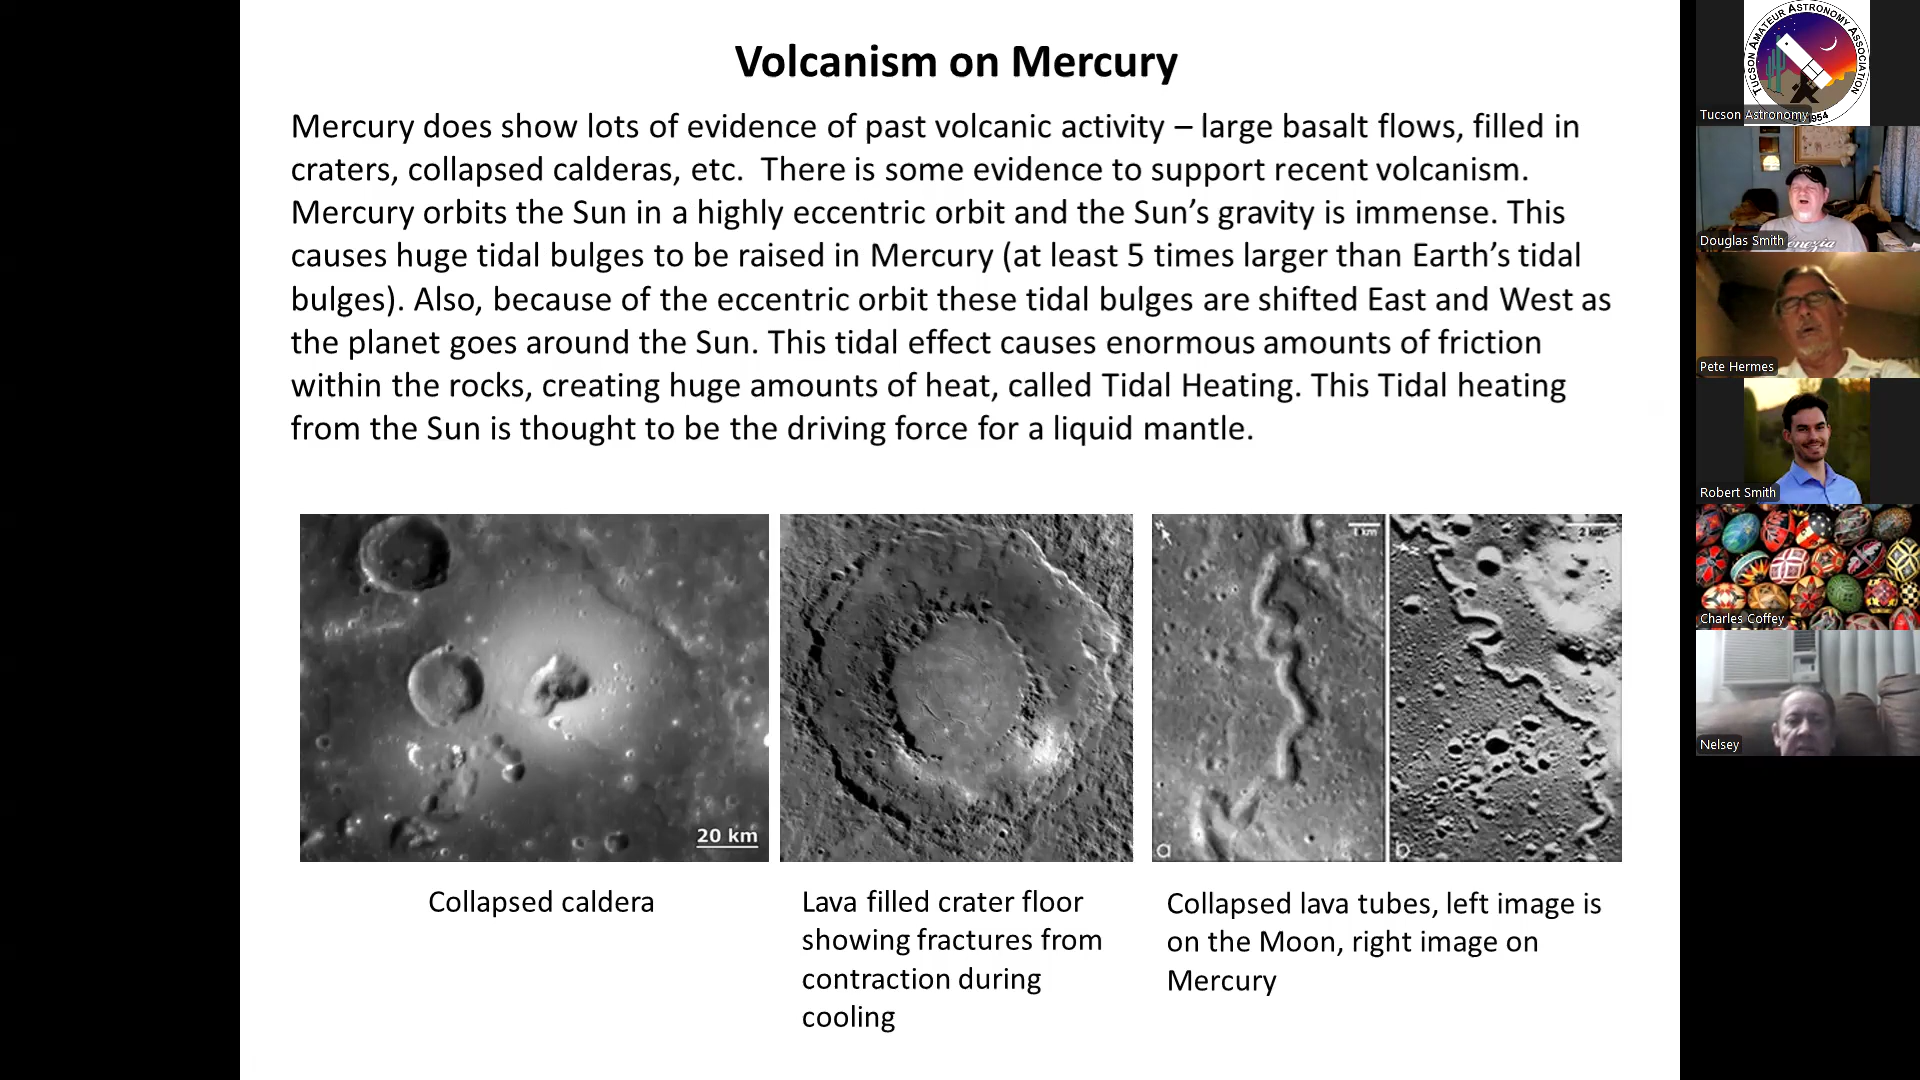 Volcanism on Mercury
Mercury does show lots of evidence of past volcanic activity – large basalt flows, filled in
craters, collapsed calderas, etc.  There is some evidence to support recent volcanism.
Mercury orbits the Sun in a highly eccentric orbit and the Sun’s gravity is immense. This
causes huge tidal bulges to be raised in Mercury (at least 5 times larger than Earth’s tidal
bulges). Also, because of the eccentric orbit these tidal bulges are shifted East and West as
the planet goes around the Sun. This tidal effect causes enormous amounts of friction
within the rocks, creating huge amounts of heat, called Tidal Heating. This Tidal heating
from the Sun is thought to be the driving force for a liquid mantle.
20 km
1 km
a
2 km
b
Collapsed caldera
Lava filled crater floor
showing fractures from
contraction during
cooling
Collapsed lava tubes, left image is
on the Moon, right image on
Mercury
TUCSON AMATEUR ASTRONOMY ASSOCIATION
1954
Tucson Astronomy
Douglas Smith
Pete Hermes
Robert Smith
Charles Coffey
Nelsey